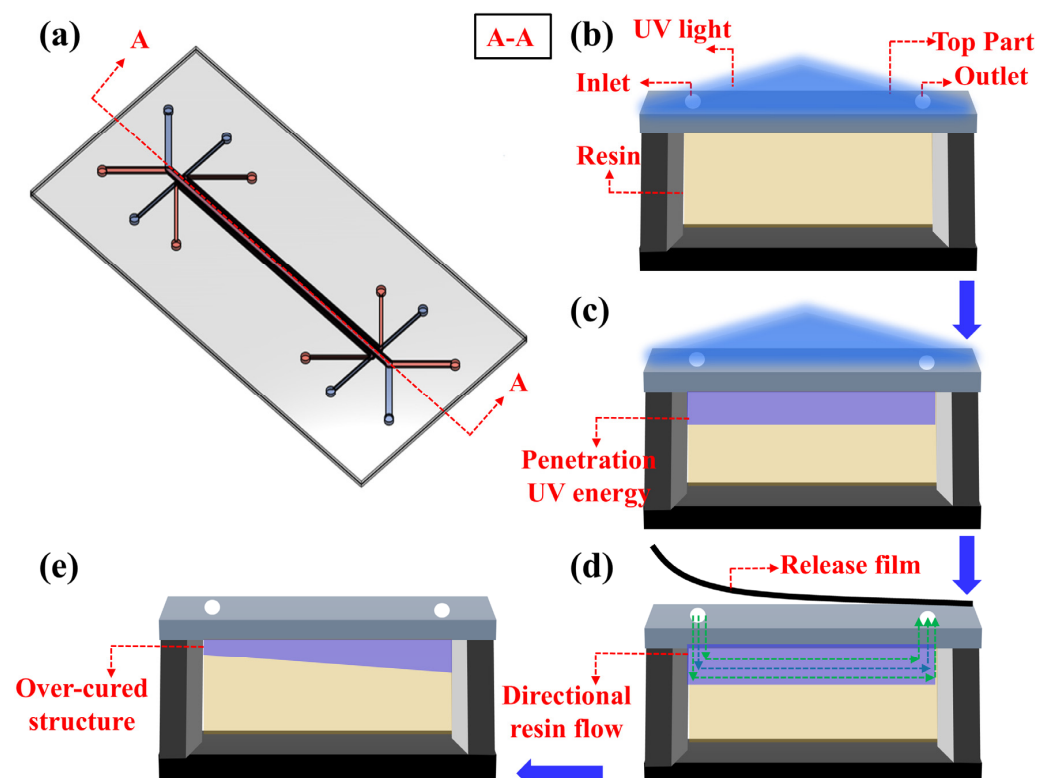 (a)
A
A-A
(b)
UV light
Top Part
Inlet
Outlet
Resin
(c)
A
Penetration
UV energy
(e)
(d)
Release film
Over-cured
structure
Directional
resin flow